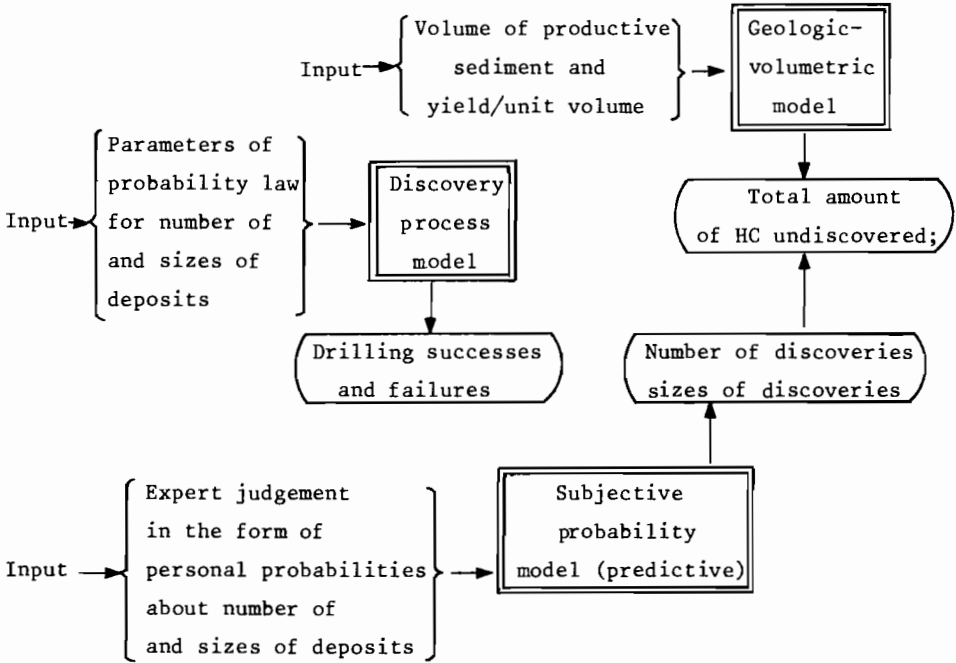 Input
Volume of productive
sediment and
yield/unit volume
Geologic-
volumetric
model
Total amount
of HC undiscovered;
Input
Parameters of
probability law
for number of
and sizes of
deposits
Discovery
process
model
Drilling successes
and failures
Number of discoveries
sizes of discoveries
Input
Expert judgement
in the form of
personal probabilities
about number of
and sizes of deposits
Subjective
probability
model (predictive)